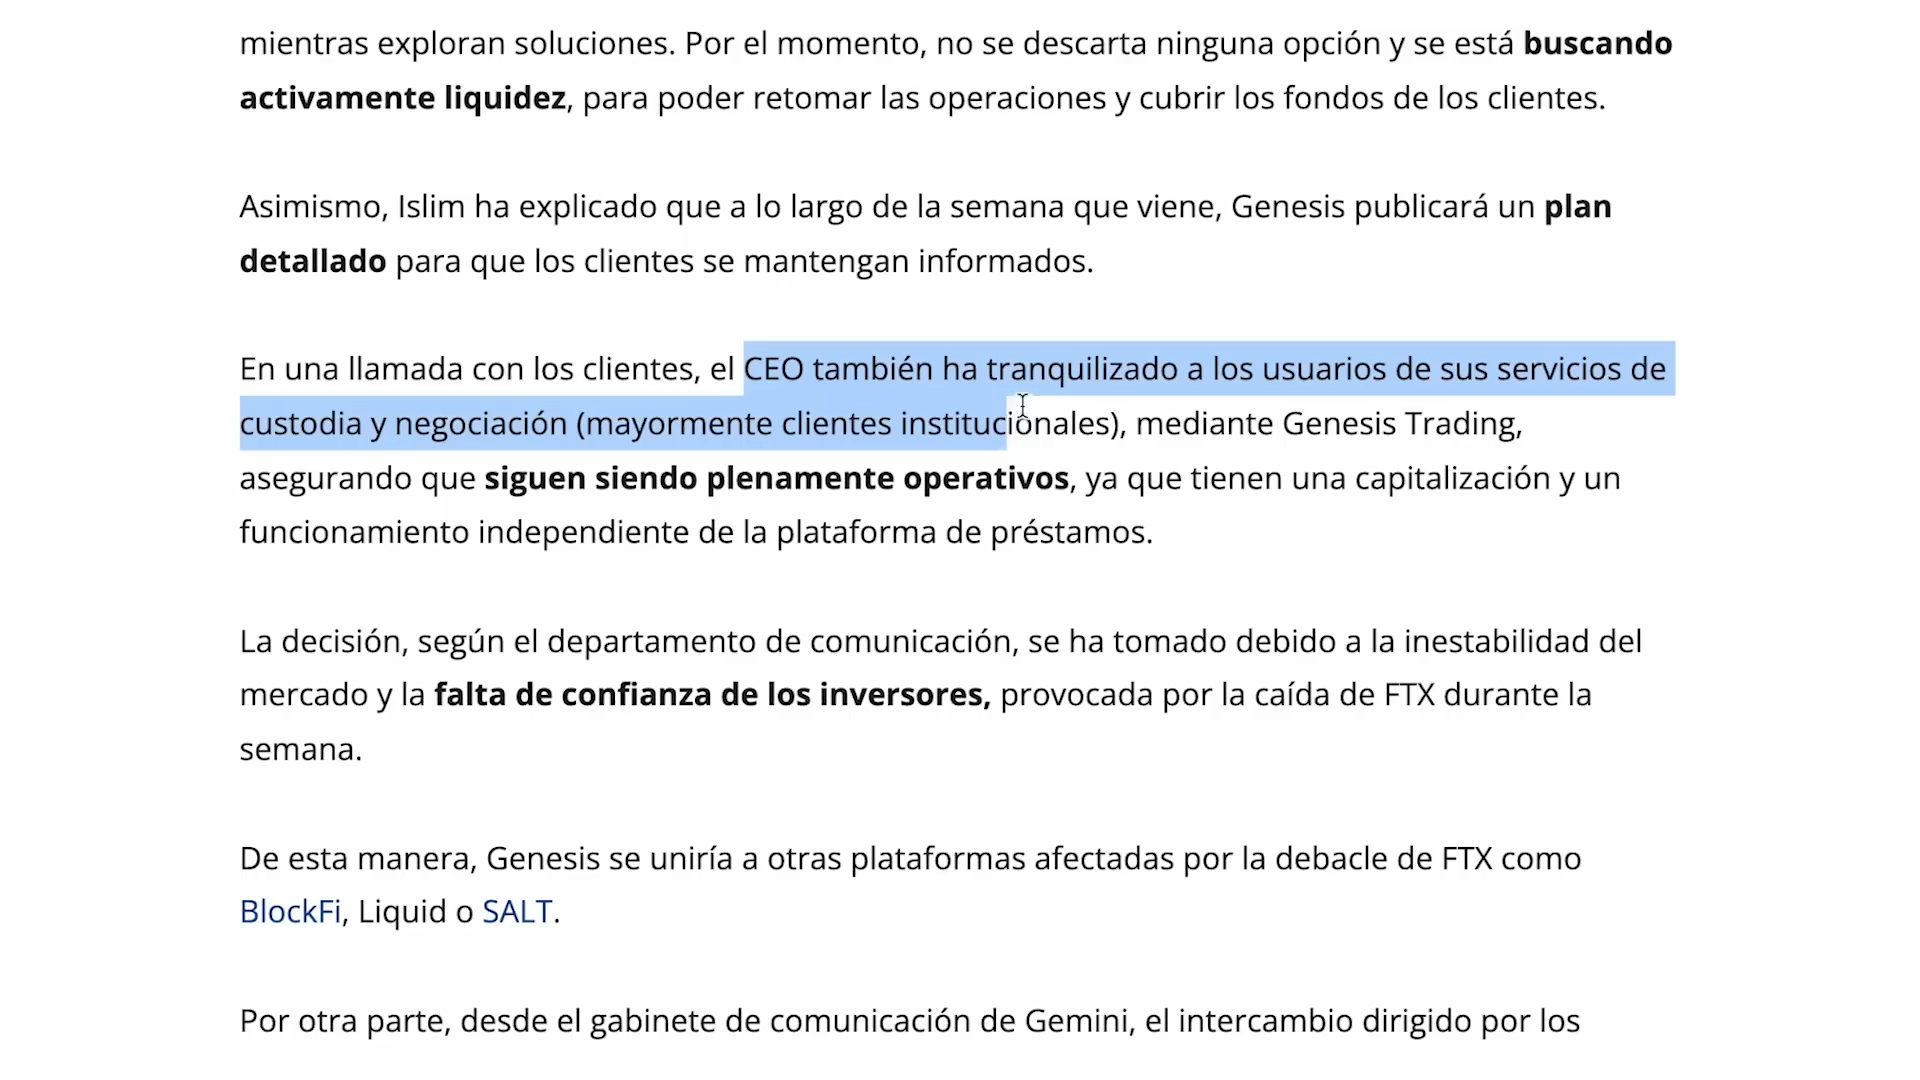 mientras exploran soluciones. Por el momento, no se descarta ninguna opción y se está buscando
activamente liquidez, para poder retomar las operaciones y cubrir los fondos de los clientes.
Asimismo, Islim ha explicado que a lo largo de la semana que viene, Genesis publicará un plan
detallado para que los clientes se mantengan informados.
En una llamada con los clientes, el CEO también ha tranquilizado a los usuarios de sus servicios de
custodia y negociación (mayormente clientes institucionales), mediante Genesis Trading,
asegurando que siguen siendo plenamente operativos, ya que tienen una capitalización y un
funcionamiento independiente de la plataforma de préstamos.
La decisión, según el departamento de comunicación, se ha tomado debido a la inestabilidad del
mercado y la falta de confianza de los inversores, provocada por la caída de FTX durante la
semana.
De esta manera, Genesis se uniría a otras plataformas afectadas por la debacle de FTX como
BlockFi, Liquid o SALT.
Por otra parte, desde el gabinete de comunicación de Gemini, el intercambio dirigido por los